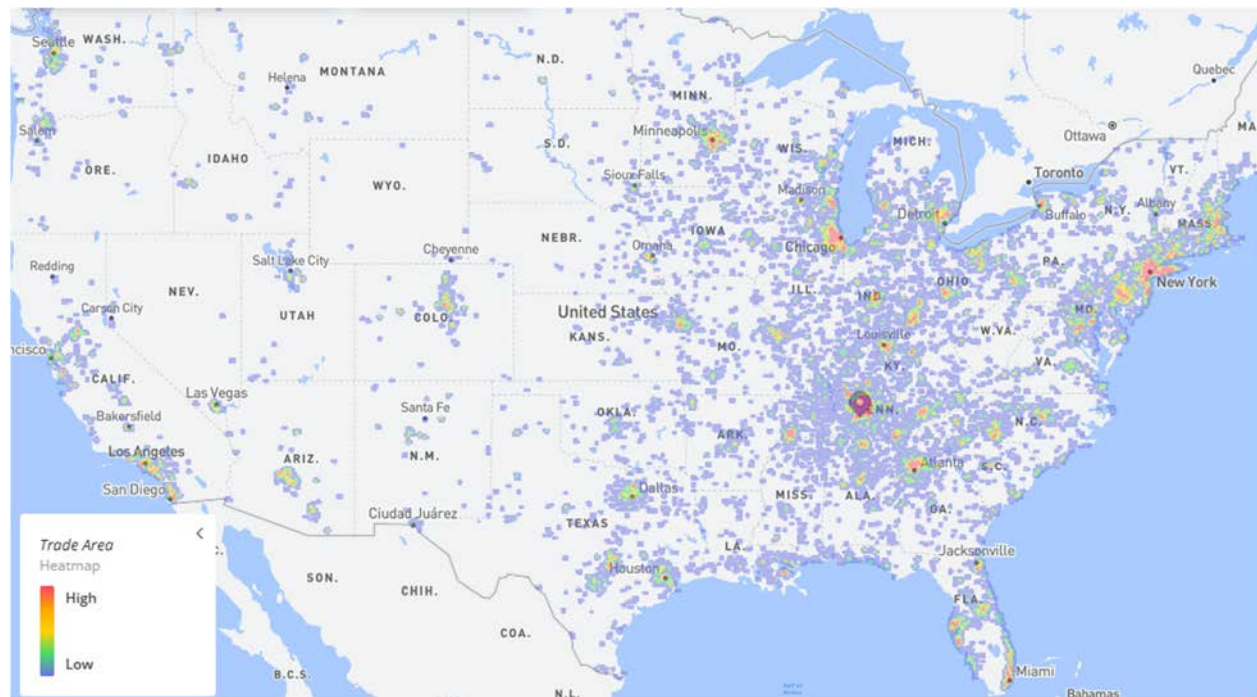 Seattle
WASH.
MONTANA
Helena
N.D.
MINN.
Quebec
Ottawa
MA
Salem
ORE.
IDAHO
S.D.
Minneapolis
WIS.
MICH.
Toronto
VT.
WYO.
Sioux Falls
Madison
Detroit
Buffalo
N.Y.
Albany
MASS.
Redding
NEV.
Salt Lake City
Cheyenne
NEBR.
Omaha
IOWA
Chicago
PA.
New York
Carson City
UTAH
COLO.
United States
KANS.
ILL.
IND.
OHIO
MD.
ncisco
CALIF.
MO.
Louisville
KY.
W.VA.
VA.
Las Vegas
Bakersfield
Santa Fe
OKLA.
ENN.
N.C.
Los Angeles
ARIZ.
N.M.
ARK.
Atlanta
S.C.
San Diego
Ciudad Juárez
Dallas
TEXAS
MISS.
ALA.
GA.
C.
SON.
CHIH.
Houston
LA.
Jacksonville
FLA.
COA.
Miami
B.C.S.
N.L.
Bahamas
Trade Area
Heatmap
High
Low